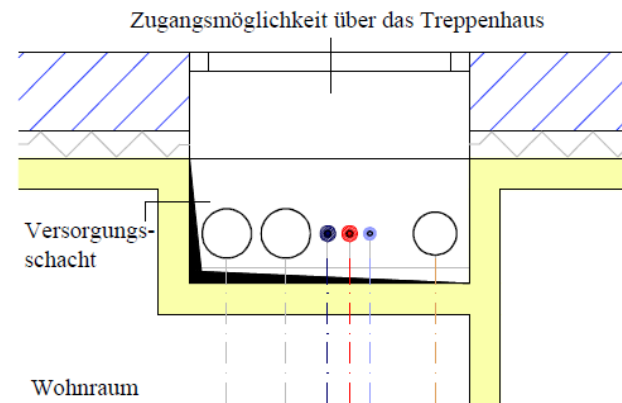 Zugangsmöglichkeit über das Treppenhaus
Versorgungs-
schacht
Wohnraum